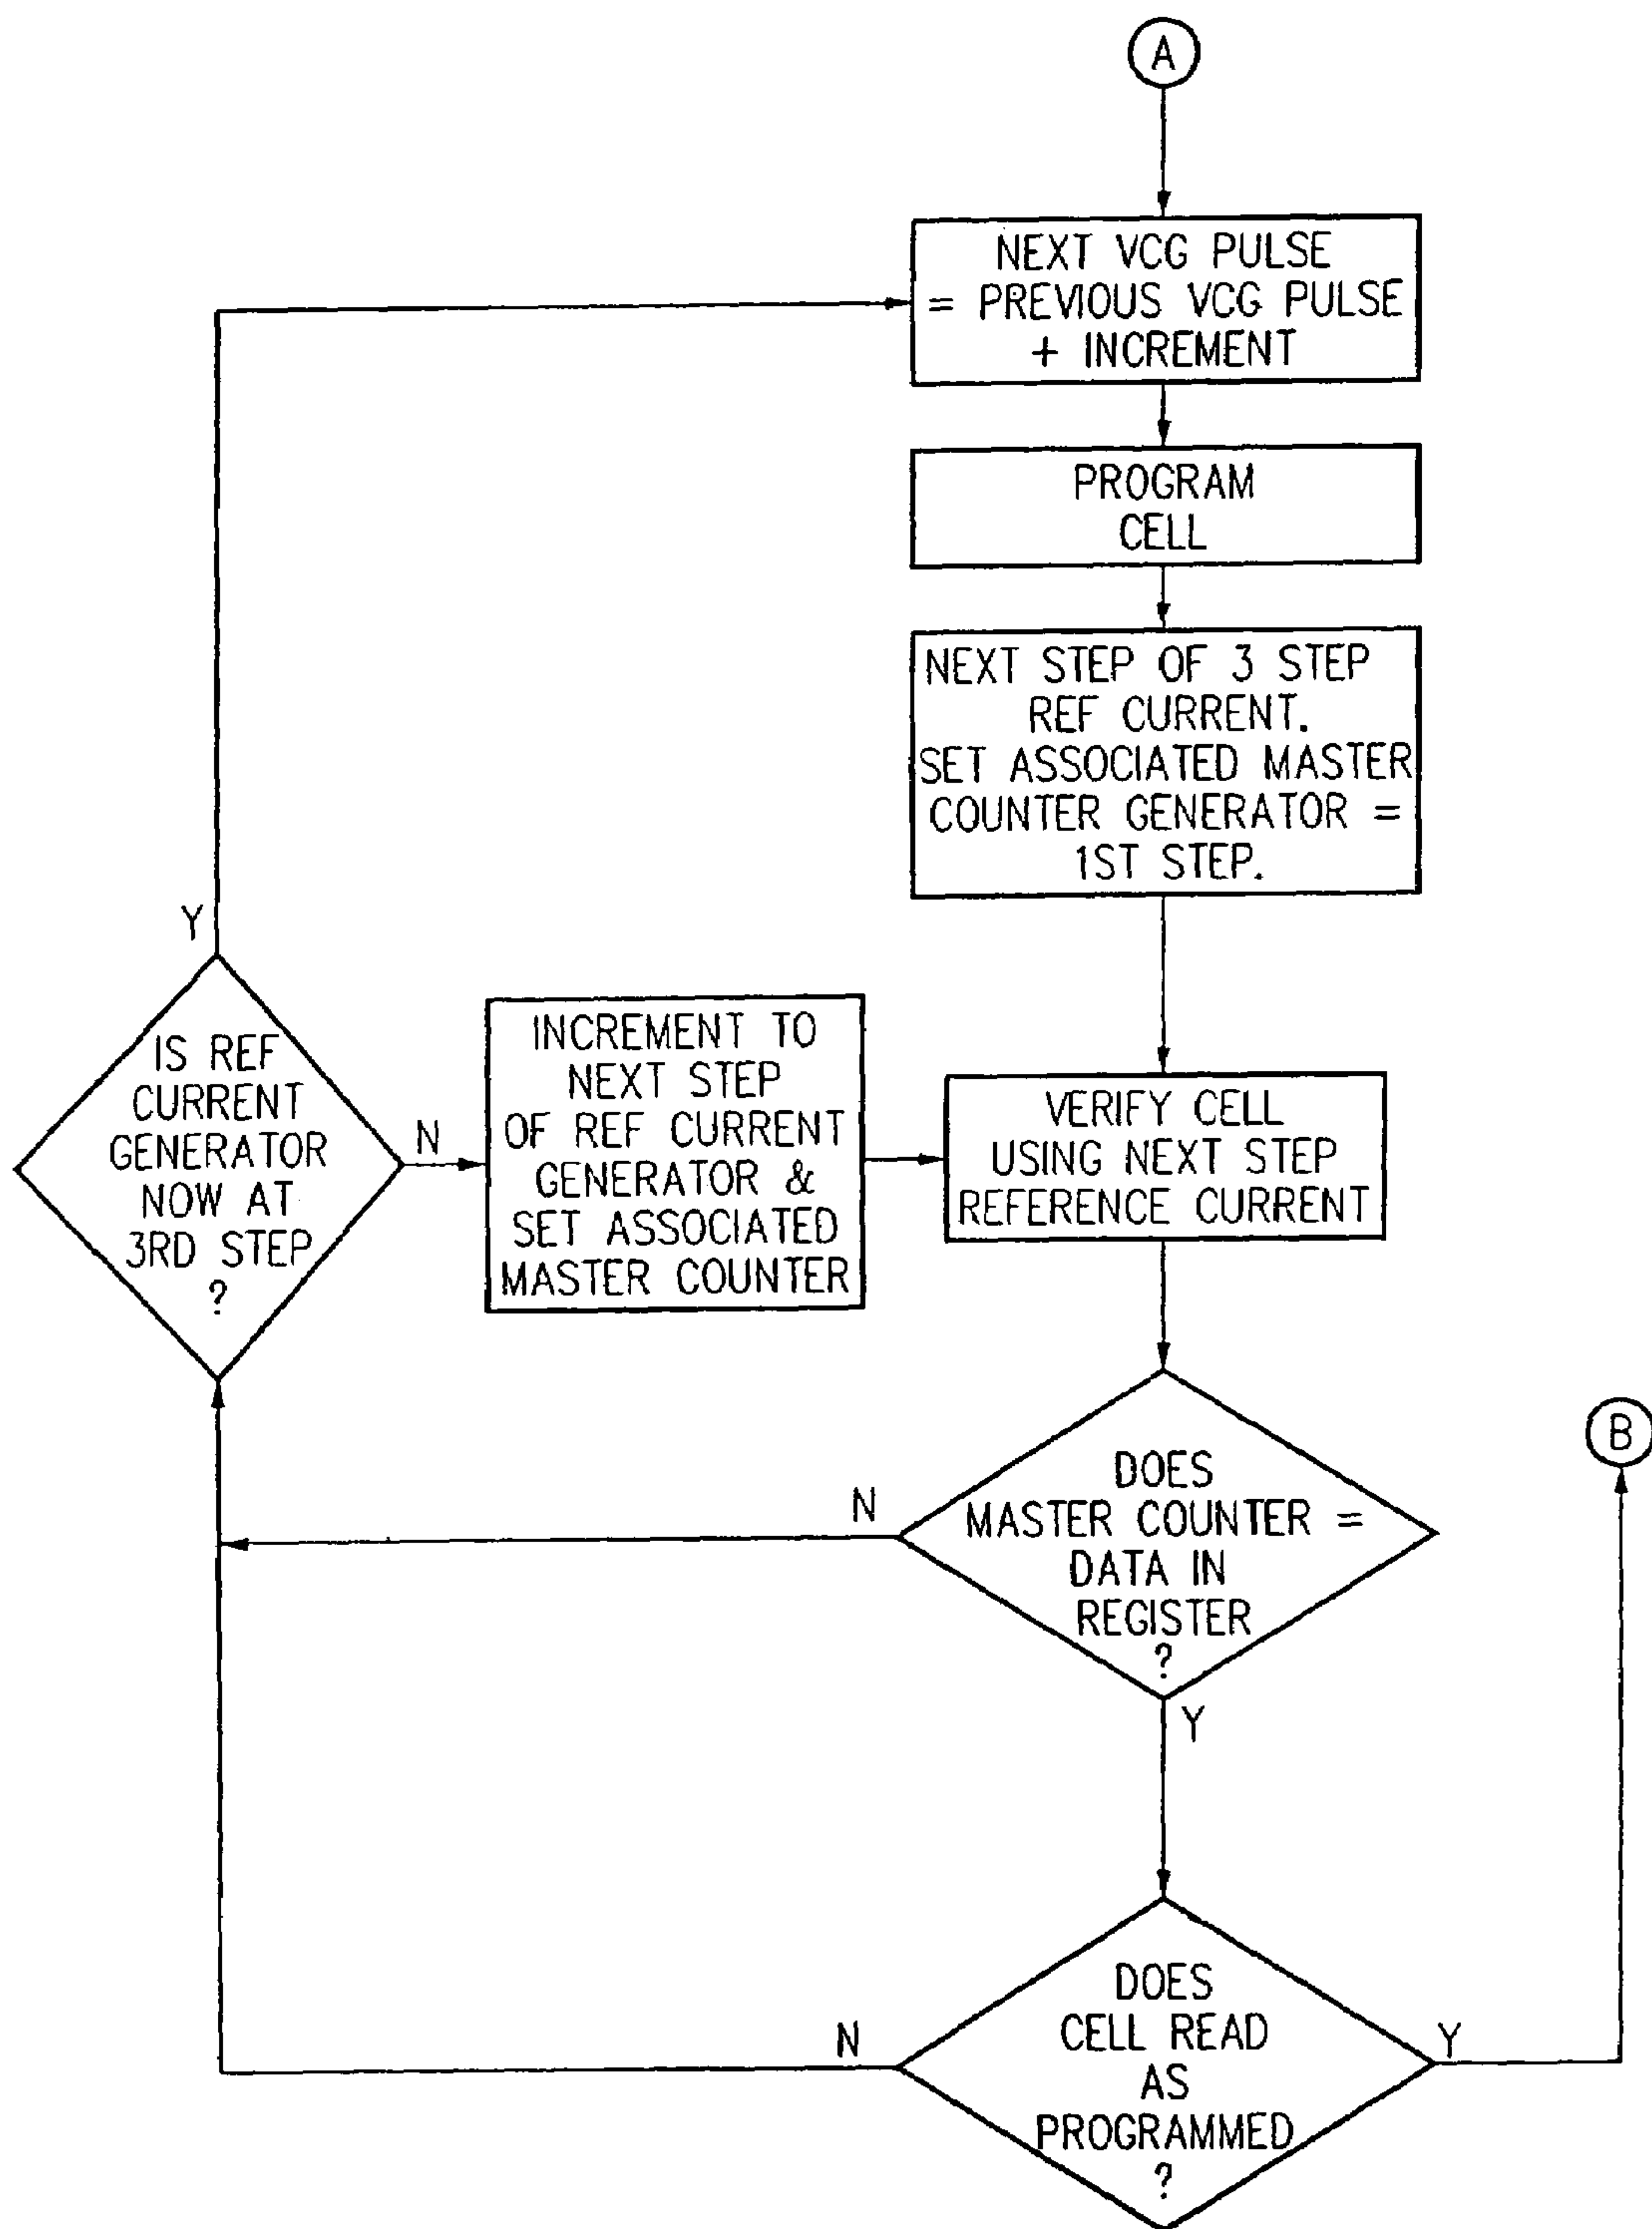 A
NEXT VCG PULSE
= PREVIOUS VCG PULSE
+ INCREMENT
PROGRAM
CELL
NEXT STEP OF 3 STEP
REF CURRENT.
SET ASSOCIATED MASTER
COUNTER GENERATOR =
1ST STEP.
Y
IS REF
CURRENT
GENERATOR
NOW AT
3RD STEP
?
N
INCREMENT TO
NEXT STEP
OF REF CURRENT
GENERATOR &
SET ASSOCIATED
MASTER COUNTER
VERIFY CELL
USING NEXT STEP
REFERENCE CURRENT
B
N
DOES
MASTER COUNTER =
DATA IN
REGISTER
?
Y
N
DOES
CELL READ
AS
PROGRAMMED
?
Y